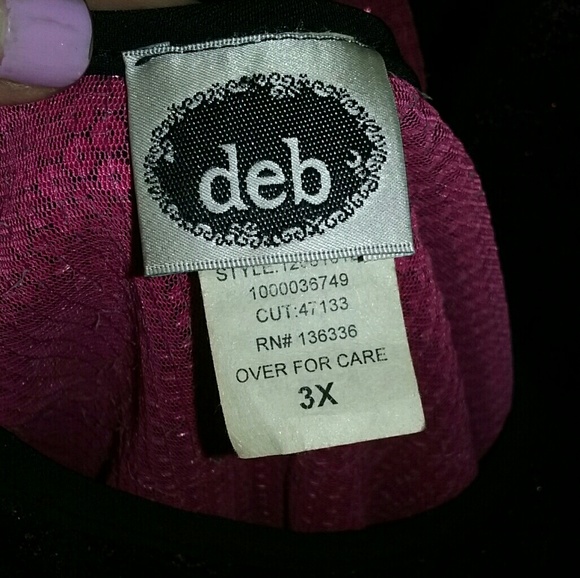 deb
STYLE:
1000036749
CUT:47133
RN# 136336
OVER FOR CARE
3X